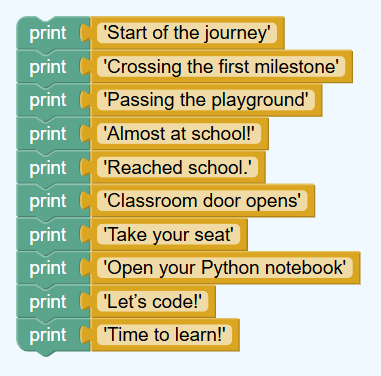 print 'Start of the journey'
print 'Crossing the first milestone'
print 'Passing the playground'
print 'Almost at school!'
print 'Reached school.'
print 'Classroom door opens'
print 'Take your seat'
print 'Open your Python notebook'
print 'Let’s code!'
print 'Time to learn!'